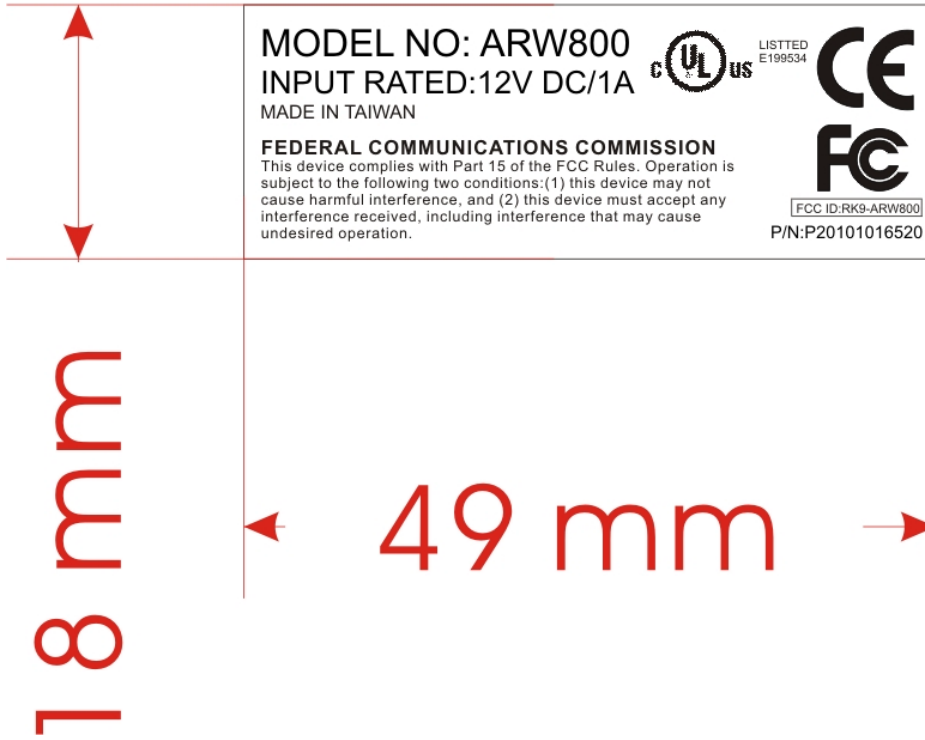 MODEL NO: ARW800
INPUT RATED:12V DC/1A
MADE IN TAIWAN
c UL us
LISTTED
E199534
CE
FC
FEDERAL COMMUNICATIONS COMMISSION
This device complies with Part 15 of the FCC Rules. Operation is
subject to the following two conditions:(1) this device may not
cause harmful interference, and (2) this device must accept any
interference received, including interference that may cause
undesired operation.
FCC ID:RK9-ARW800
P/N:P20101016520
18 mm
49 mm